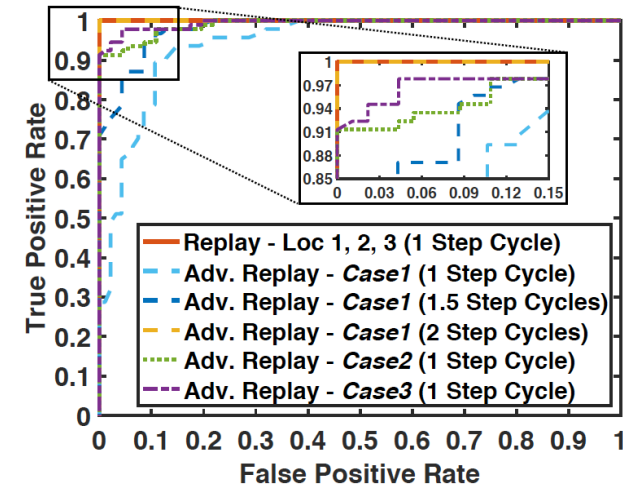 True Positive Rate
1
0.9
0.8
0.7
0.6
0.5
0.4
0.3
0.2
0.1
0
1
0.97
0.94
0.91
0.88
0.85
0 0.03 0.06 0.09 0.12 0.15
Replay - Loc 1, 2, 3 (1 Step Cycle)
Adv. Replay - Case1 (1 Step Cycle)
Adv. Replay - Case1 (1.5 Step Cycles)
Adv. Replay - Case1 (2 Step Cycles)
Adv. Replay - Case2 (1 Step Cycle)
Adv. Replay - Case3 (1 Step Cycle)
0 0.1 0.2 0.3 0.4 0.5 0.6 0.7 0.8 0.9 1
False Positive Rate